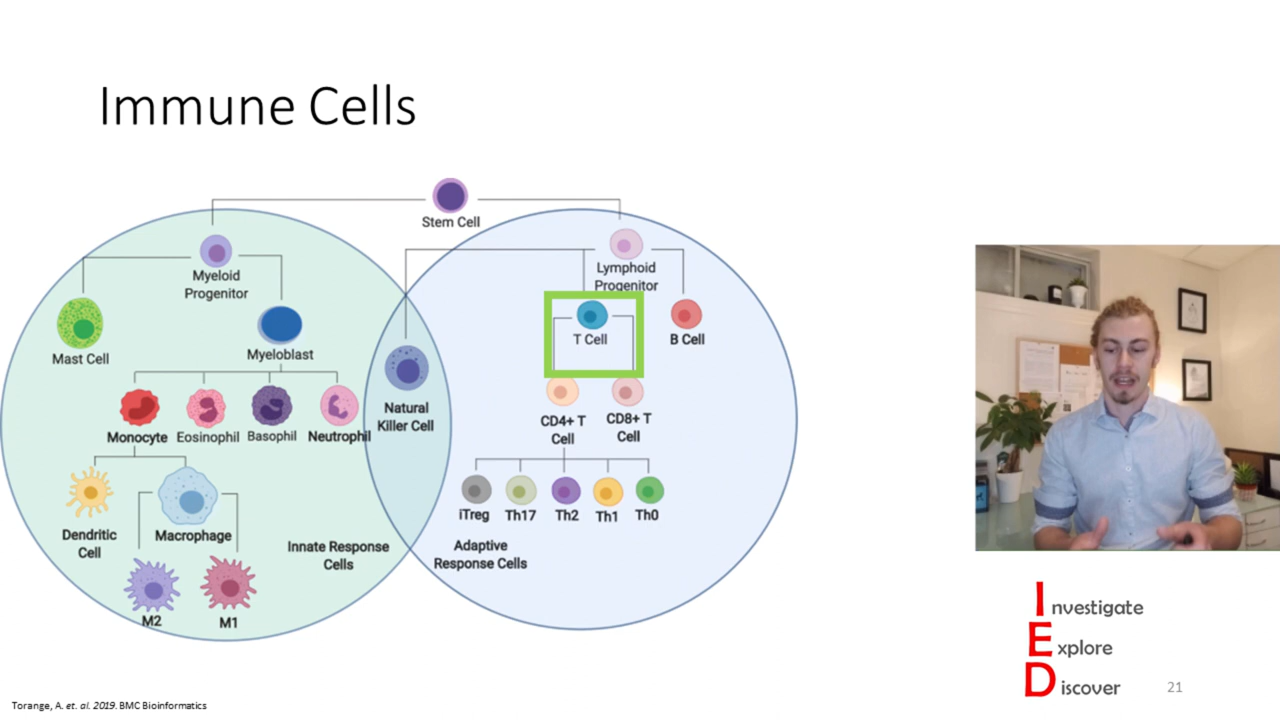 Immune Cells
Stem Cell
Myeloid
Progenitor
Lymphoid
Progenitor
Mast Cell
Myeloblast
T Cell
B Cell
Natural
Killer Cell
Monocyte
Eosinophil
Basophil
Neutrophil
CD4+ T
Cell
CD8+ T
Cell
iTreg
Th17
Th2
Th1
Th0
Dendritic
Cell
Macrophage
Innate Response
Cells
Adaptive
Response Cells
M2
M1
Investigate
Explore
Discover
21
Torange, A. et. al. 2019. BMC Bioinformatics